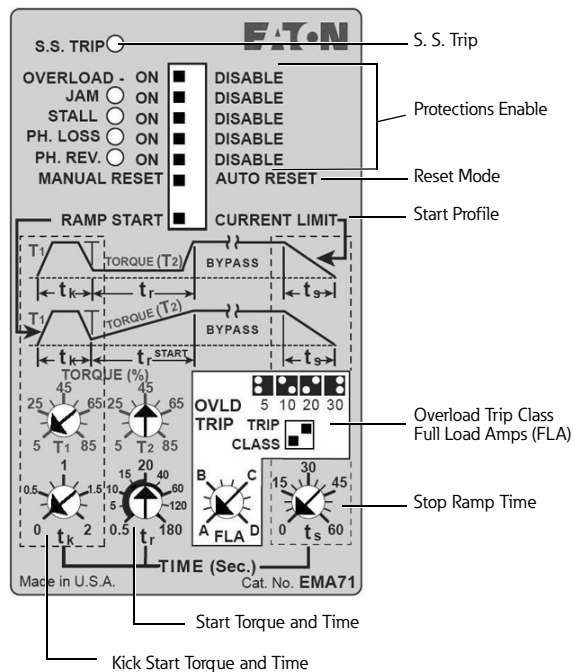 S.S. TRIP
EATON
S. S. Trip
OVERLOAD - ON DISABLE
JAM ON DISABLE
STALL ON DISABLE
PH. LOSS ON DISABLE
PH. REV. ON DISABLE
Protections Enable
MANUAL RESET AUTO RESET
Reset Mode
RAMP START CURRENT LIMIT
Start Profile
T1 TORQUE (T2) BYPASS
tk tr ts
T1 TORQUE (T2) BYPASS
tk tr START ts
TORQUE (%)
45 45
25 65 25 65
5 T1 85 5 T2 85
OVLD 5 10 20 30
TRIP TRIP
CLASS
Overload Trip Class
Full Load Amps (FLA)
1
0.5 1.5
0 tk 2
20
15 40
10 60
5 120
0.5 tr 180
B C
A FLA D
30
15 45
0 ts 60
Stop Ramp Time
TIME (Sec.)
Made in U.S.A. Cat. No. EMA71
Start Torque and Time
Kick Start Torque and Time